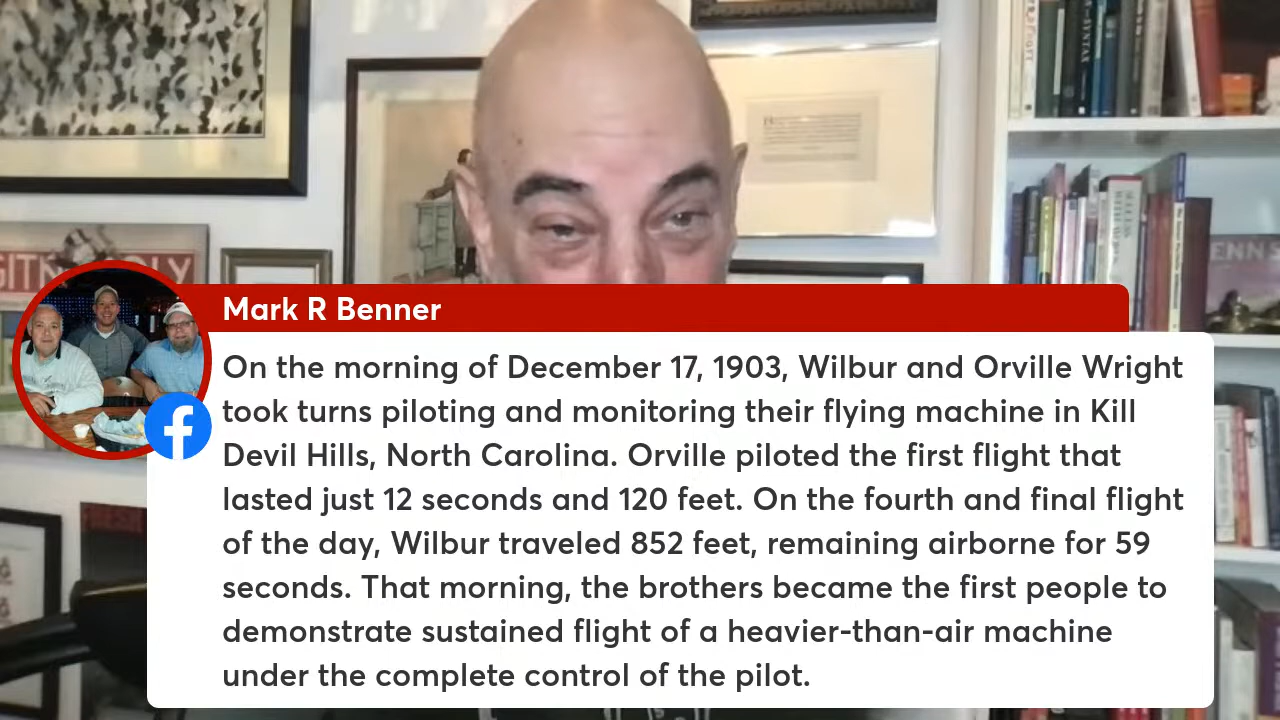 Mark R Benner
On the morning of December 17, 1903, Wilbur and Orville Wright
took turns piloting and monitoring their flying machine in Kill
Devil Hills, North Carolina. Orville piloted the first flight that
lasted just 12 seconds and 120 feet. On the fourth and final flight
of the day, Wilbur traveled 852 feet, remaining airborne for 59
seconds. That morning, the brothers became the first people to
demonstrate sustained flight of a heavier-than-air machine
under the complete control of the pilot.